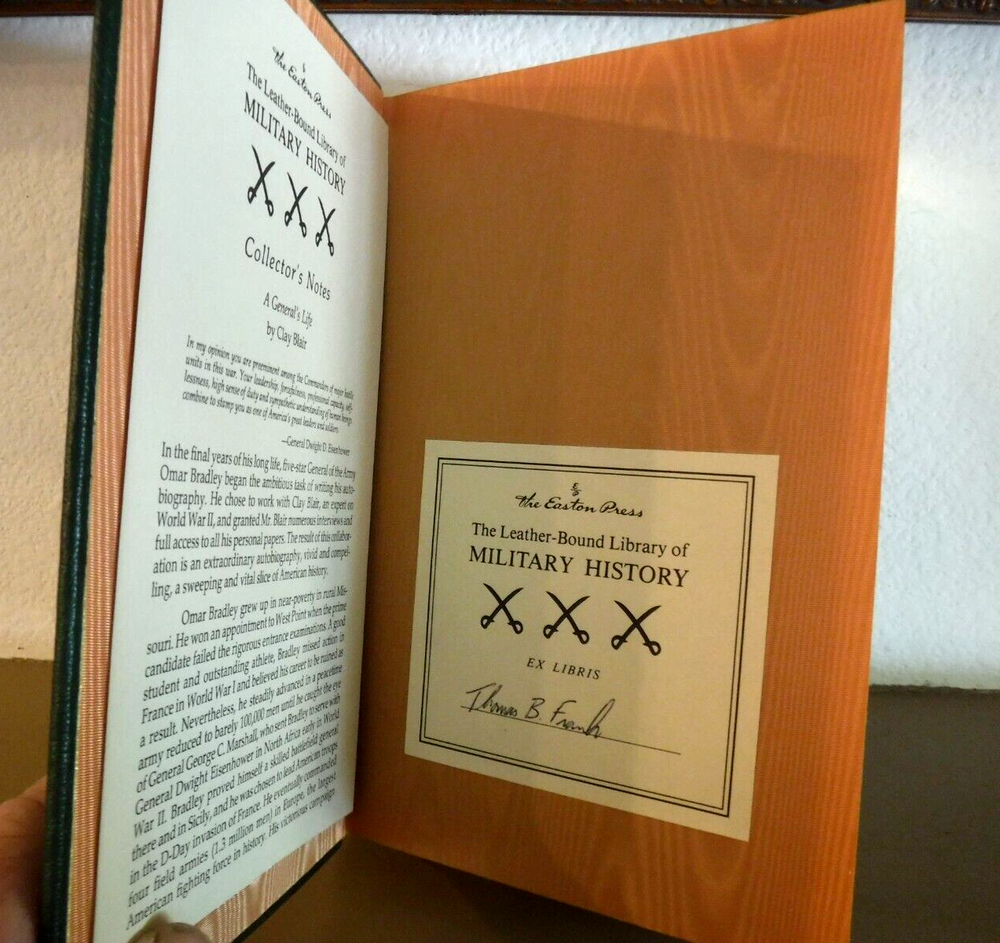 the Easton Press
The Leather-Bound Library of
MILITARY HISTORY
Collector's Notes
A General's Life
by Clay Blair
In my opinion you are preeminent among the Commanders of major battle
units in this war. Your leadership, forcefulness, professional capacity, self-
lessness, high sense of duty and sympathetic understanding of human beings
combine to stamp you as one of America's great leaders and soldiers.
—General Dwight D. Eisenhower
In the final years of his long life, five-star General of the Army
Omar Bradley began the ambitious task of writing his auto-
biography. He chose to work with Clay Blair, an expert on
World War II, and granted Mr. Blair numerous interviews and
full access to all his personal papers. The result of this collabor-
ation is an extraordinary autobiography, vivid and compel-
ling, a sweeping and vital slice of American history.
Omar Bradley grew up in near-poverty in rural Mis-
souri. He won an appointment to West Point when the prime
candidate failed the rigorous entrance examinations. A good
student and outstanding athlete, Bradley missed action in
France in World War I and believed his career to be ruined as
a result. Nevertheless, he steadily advanced in a peacetime
army reduced to barely 100,000 men until he caught the eye
of General George C. Marshall, who sent Bradley to serve with
General Dwight Eisenhower in North Africa early in World
War II. Bradley proved himself a skilled battlefield general
there and in Sicily, and he was chosen to lead American troops
in the D-Day invasion of France. He eventually commanded
four field armies (1.3 million men) in Europe, the largest
American fighting force in history. His victorious campaign
E/P
the Easton Press
The Leather-Bound Library of
MILITARY HISTORY
EX LIBRIS
Thomas B. Frank